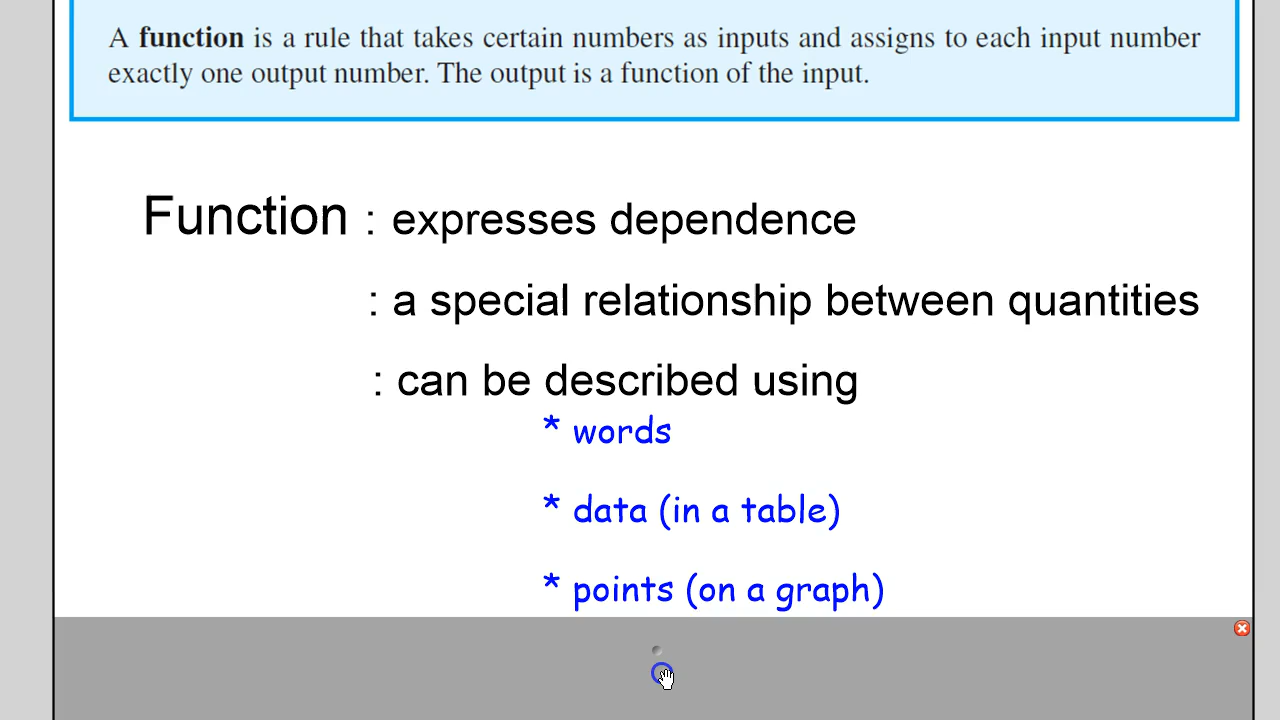 A function is a rule that takes certain numbers as inputs and assigns to each input number
exactly one output number. The output is a function of the input.
Function : expresses dependence
: a special relationship between quantities
: can be described using
* words
* data (in a table)
* points (on a graph)